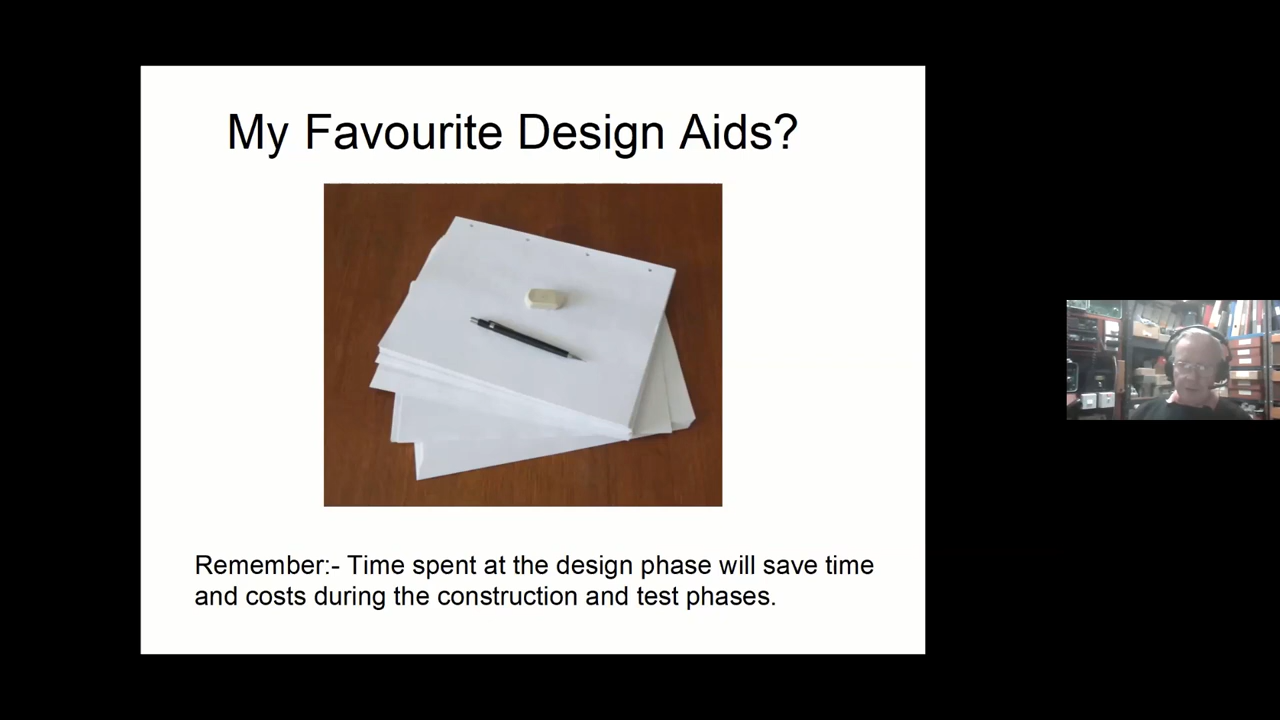 My Favourite Design Aids?
Remember:- Time spent at the design phase will save time
and costs during the construction and test phases.